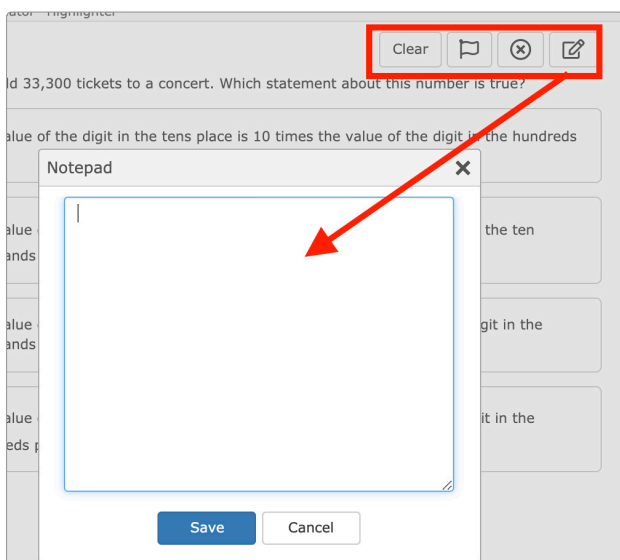 Highlighter
Clear
ld 33,300 tickets to a concert. Which statement about this number is true?
alue of the digit in the tens place is 10 times the value of the digit in the hundreds
Notepad
alue
the ten
ands
alue
git in the
ands
alue
it in the
eds
Save
Cancel